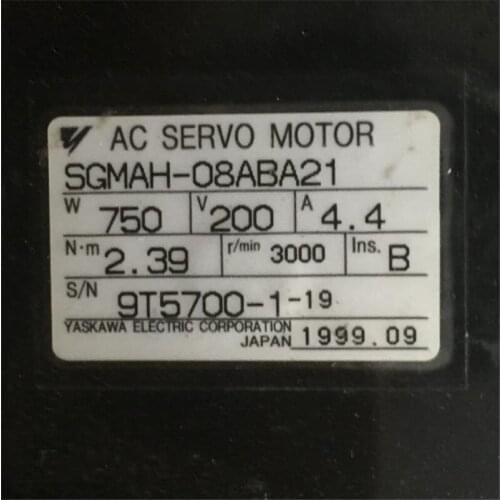 AC SERVO MOTOR
SGMAH-08ABA21
W 750 V 200 A 4.4
N·m 2.39 r/min 3000 Ins. B
S/N 9T5700-1-19
YASKAWA ELECTRIC CORPORATION
JAPAN 1999.09